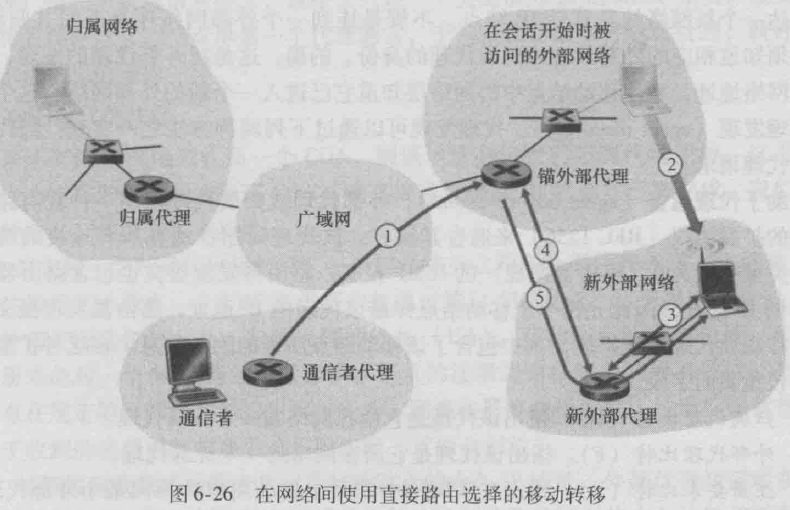 归属网络
在会话开始时被
访问的外部网络
归属代理
广域网
锚外部代理
①
②
④
⑤
新外部网络
③
通信者代理
通信者
新外部代理
图 6-26 在网络间使用直接路由选择的移动转移